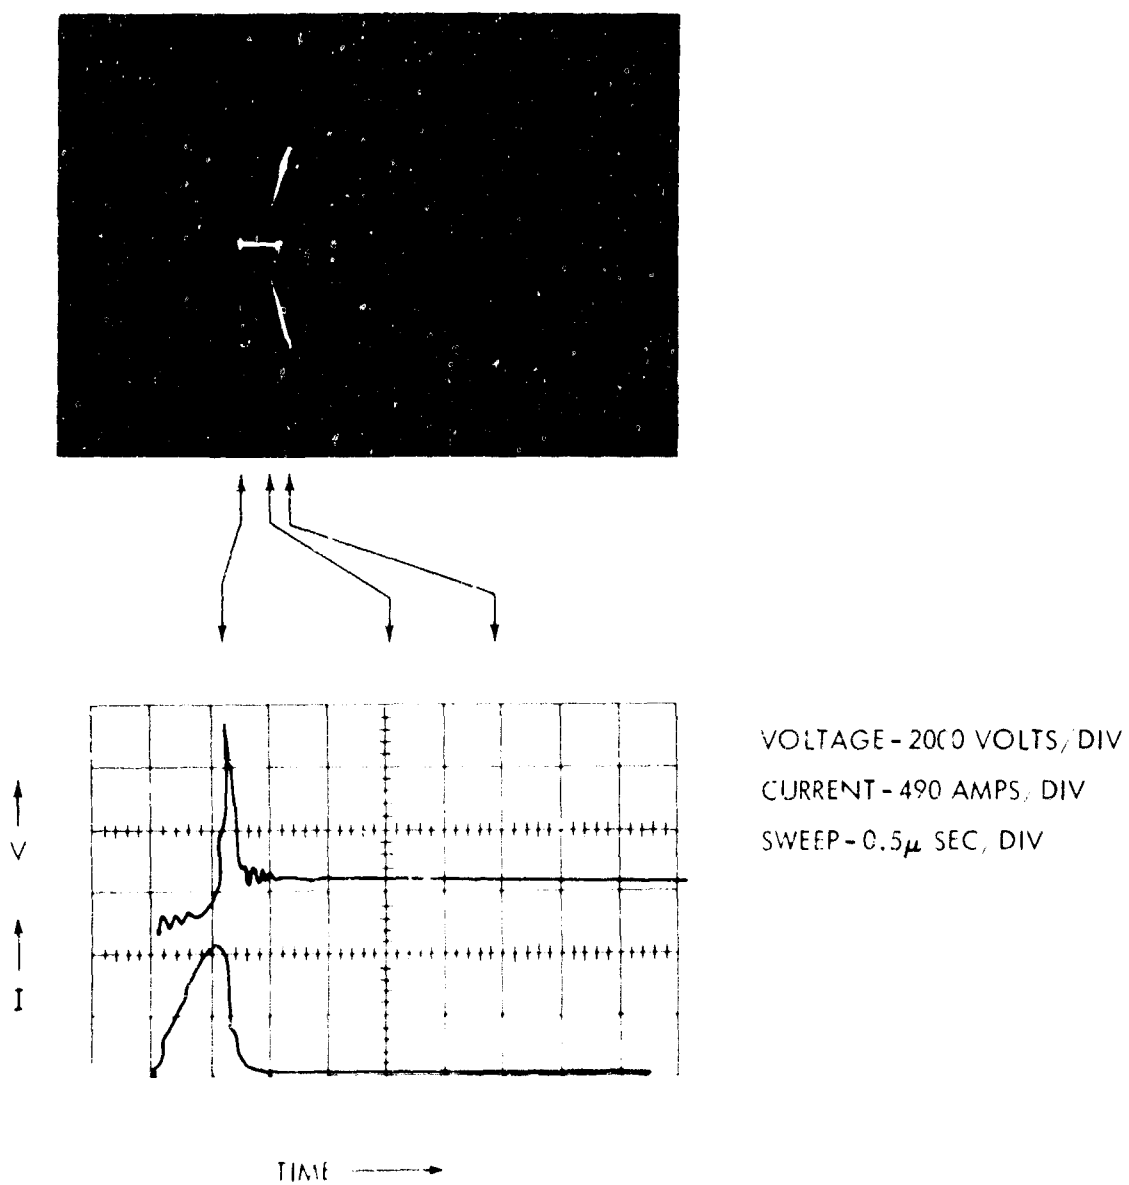 VOLTAGE - 2000 VOLTS/DIV
CURRENT - 490 AMPS/DIV
SWEEP - 0.5μ SEC/DIV
V
I
TIME